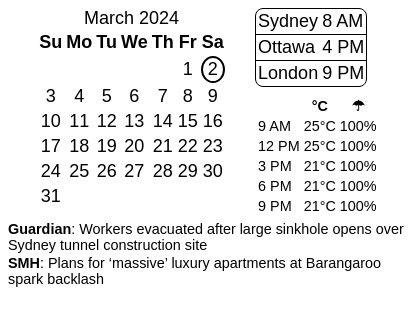 March 2024
Su Mo Tu We Th Fr Sa
1 2
3 4 5 6 7 8 9
10 11 12 13 14 15 16
17 18 19 20 21 22 23
24 25 26 27 28 29 30
31
Sydney 8 AM
Ottawa 4 PM
London 9 PM
°C ☂
9 AM 25°C 100%
12 PM 25°C 100%
3 PM 21°C 100%
6 PM 21°C 100%
9 PM 21°C 100%
Guardian: Workers evacuated after large sinkhole opens over
Sydney tunnel construction site
SMH: Plans for ‘massive’ luxury apartments at Barangaroo
spark backlash